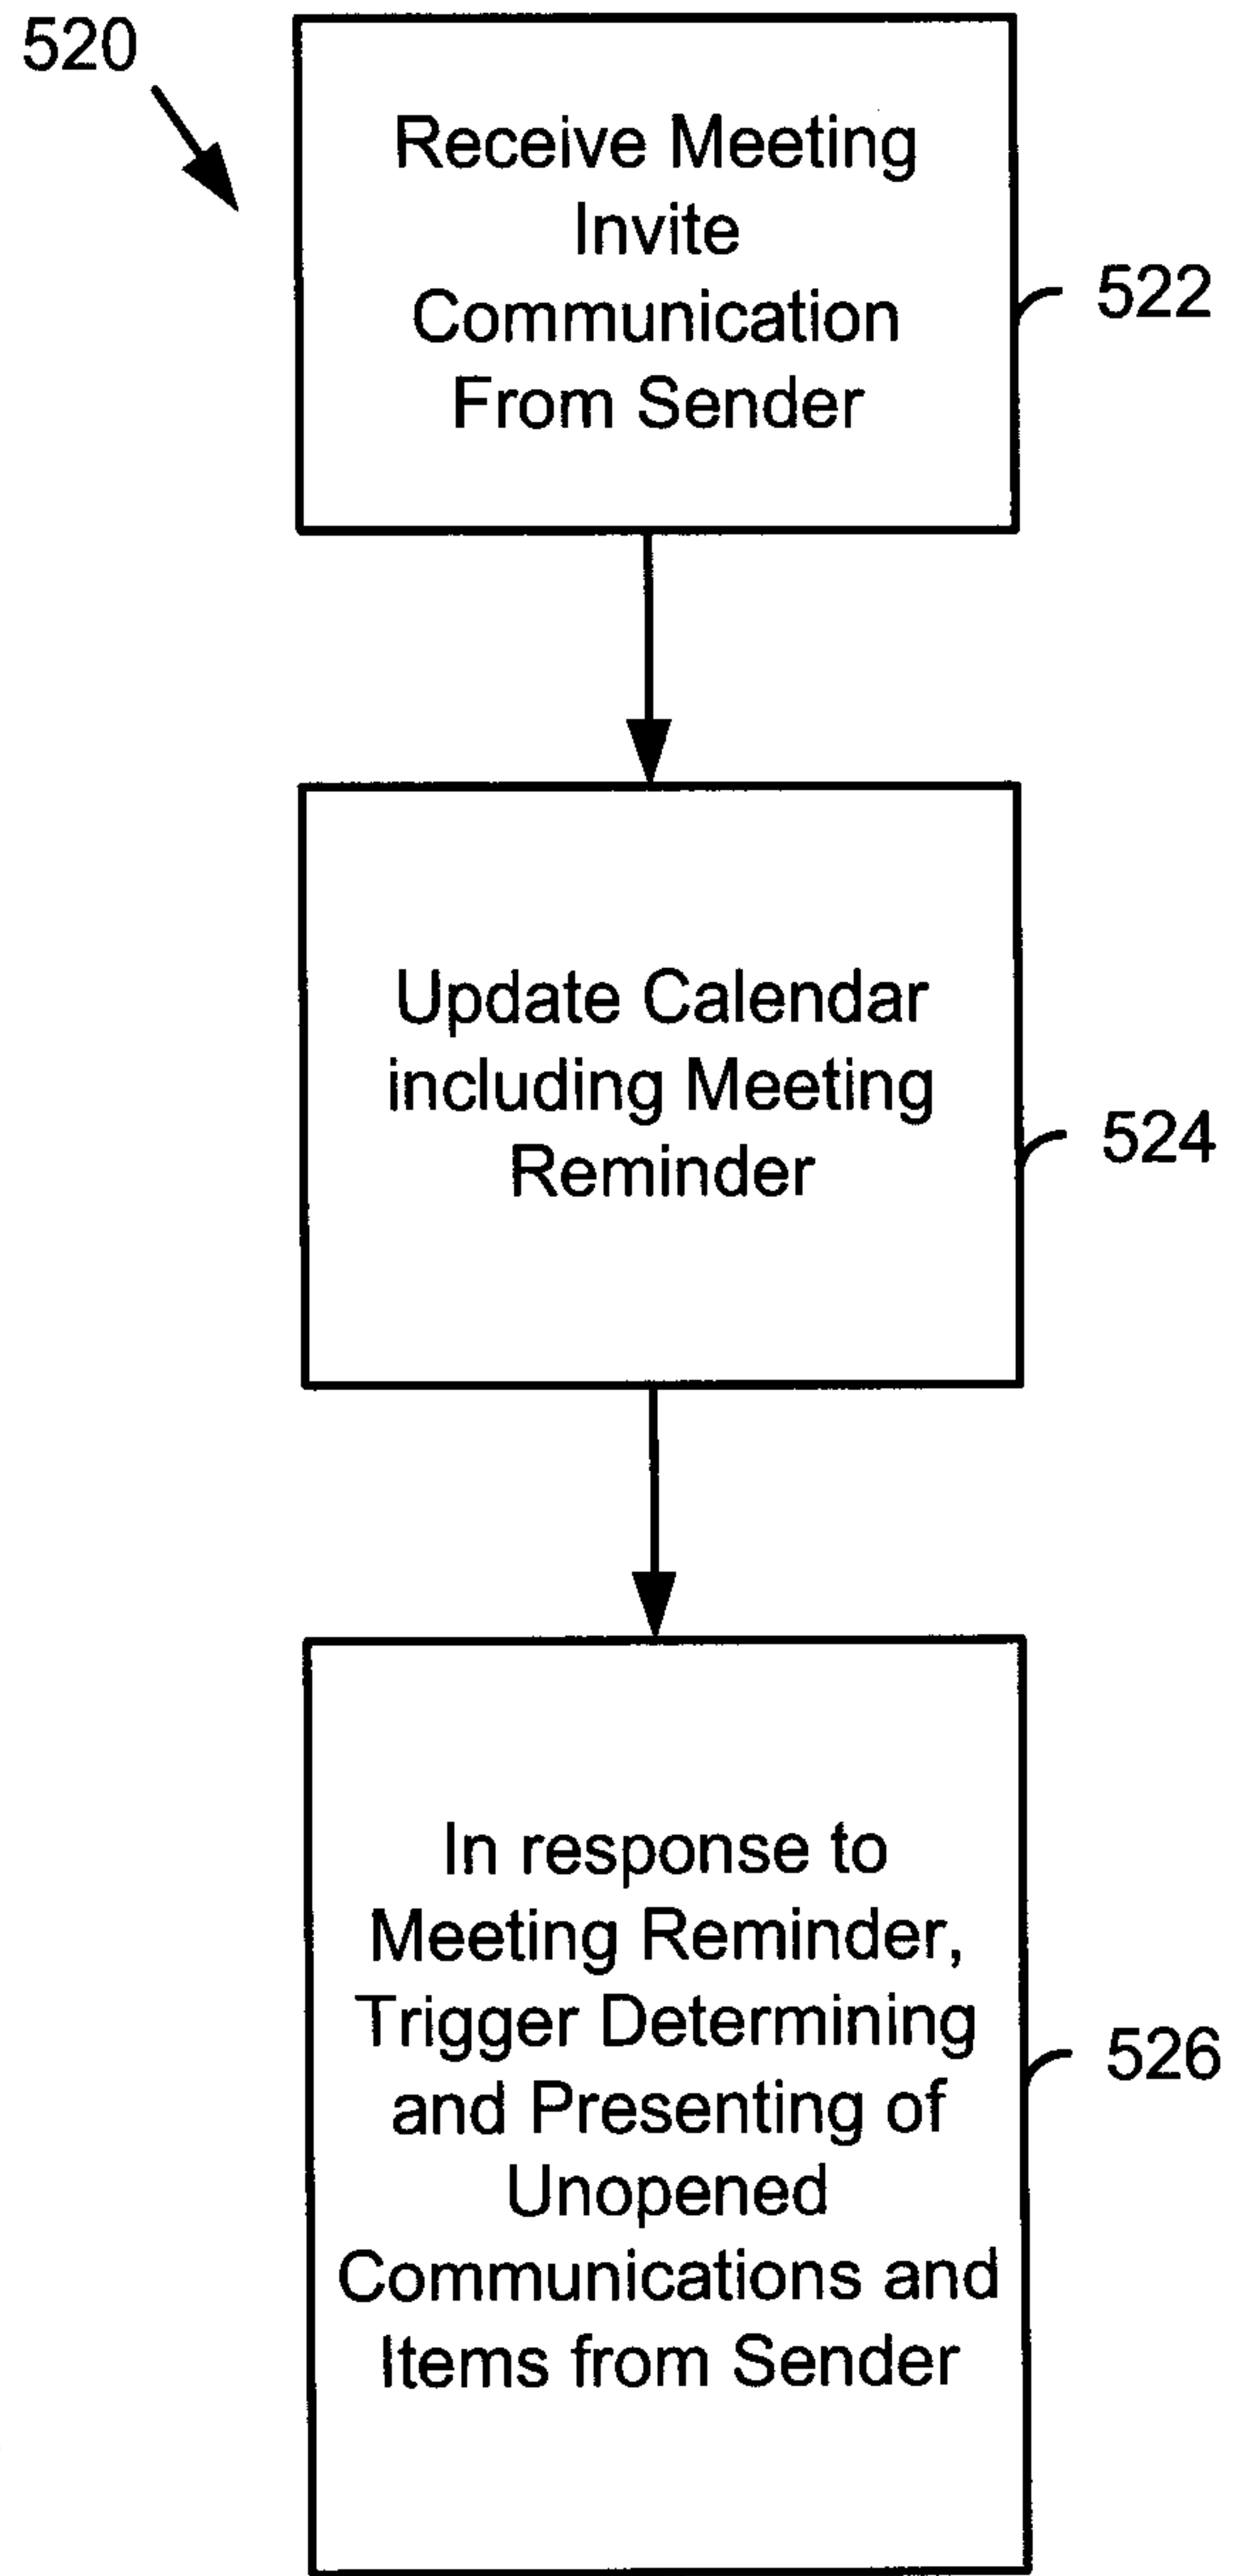 520
Receive Meeting
Invite
Communication
From Sender
522
Update Calendar
including Meeting
Reminder
524
In response to
Meeting Reminder,
Trigger Determining
and Presenting of
Unopened
Communications and
Items from Sender
526